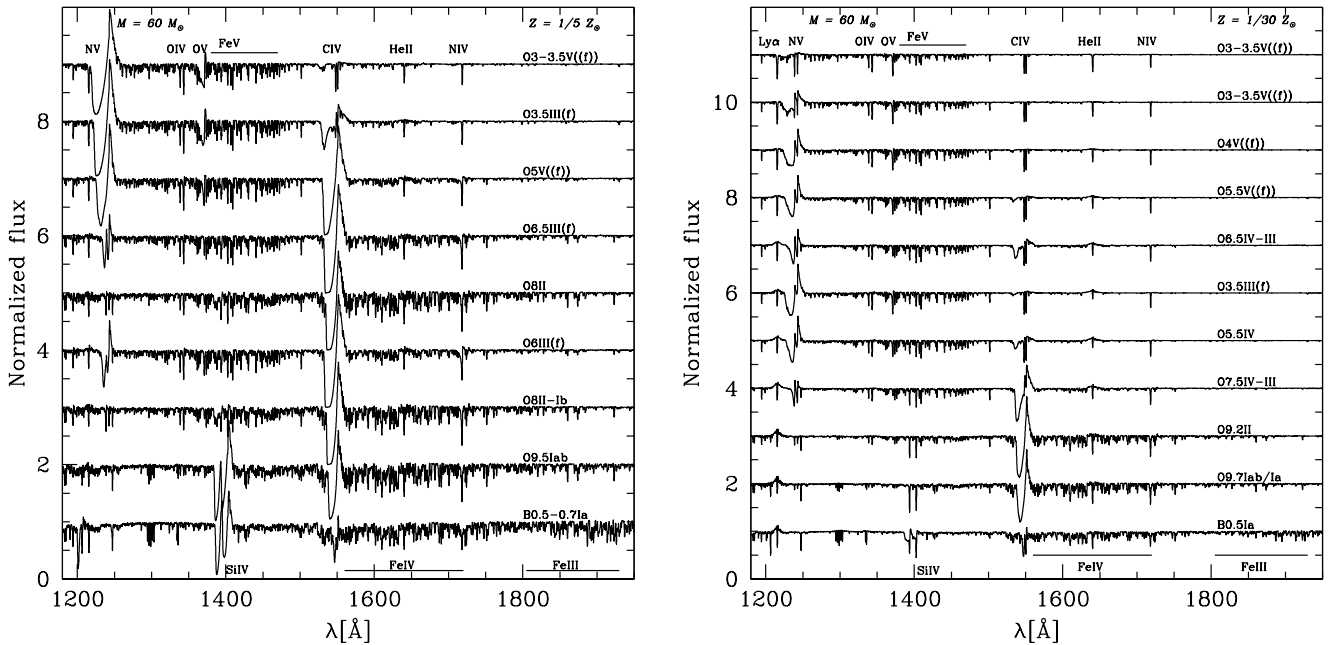 M = 60 M⊙ Z = 1/5 Z⊙
NV OIV OV FeV CIV HeII NIV
O3-3.5V((f))
O3.5III(f)
O5V((f))
O6.5III(f)
O8II
O6III(f)
O8II-Ib
O9.5Iab
B0.5-0.7Ia
SiIV FeIV FeIII
8
6
4
2
0
1200 1400 1600 1800
Normalized flux
λ[Å]
M = 60 M⊙ Z = 1/30 Z⊙
Lyα NV OIV OV FeV CIV HeII NIV
O3-3.5V((f))
O3-3.5V((f))
O4V((f))
O5.5V((f))
O6.5IV-III
O3.5III(f)
O5.5IV
O7.5IV-III
O9.2II
O9.7Iab/Ia
B0.5Ia
SiIV FeIV FeIII
10
8
6
4
2
0
1200 1400 1600 1800
Normalized flux
λ[Å]